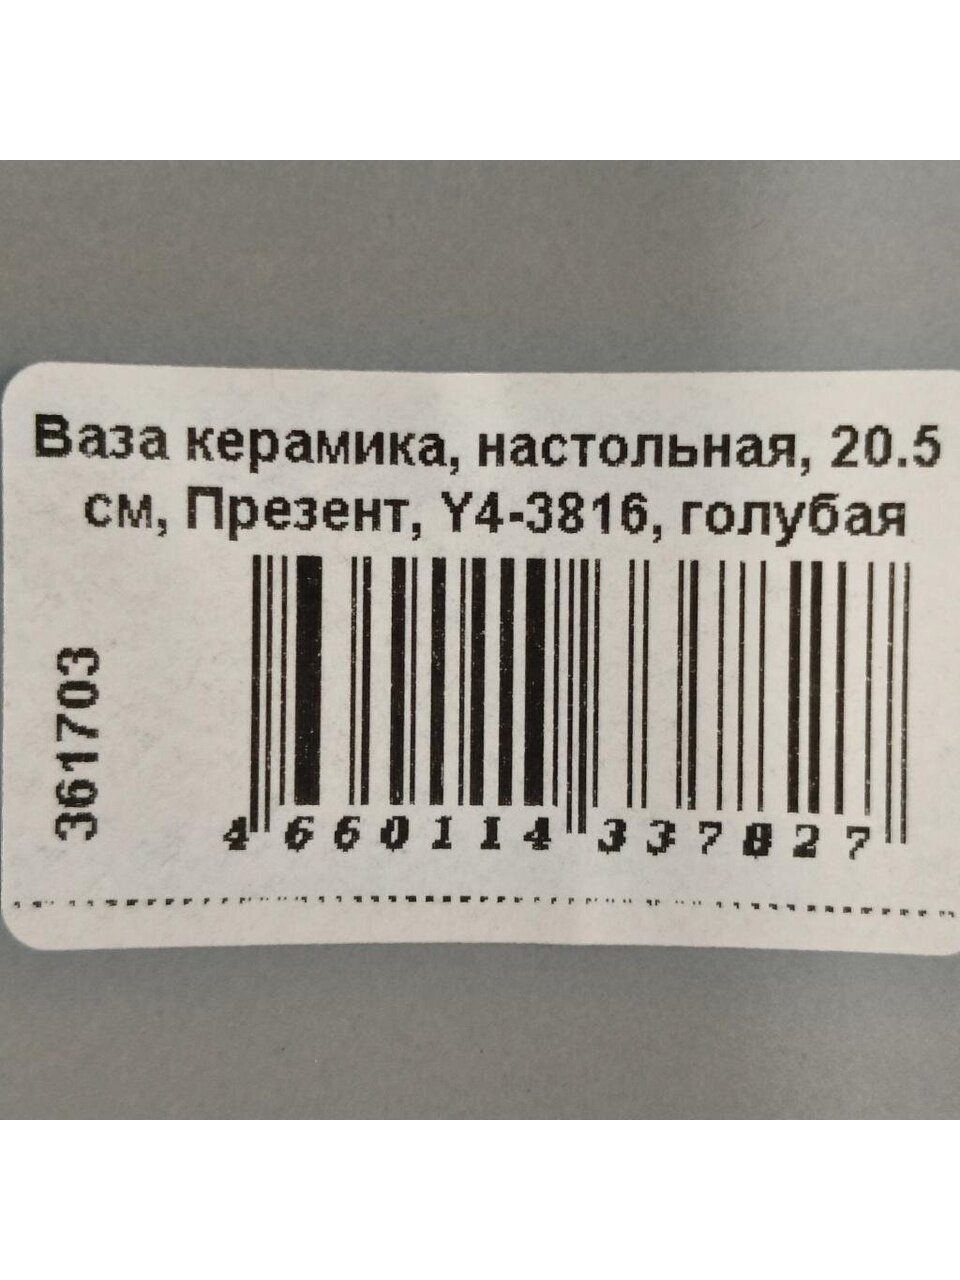 Ваза керамика, настольная, 20.5
см, Презент, Y4-3816, голубая
361703
4 660114 337827